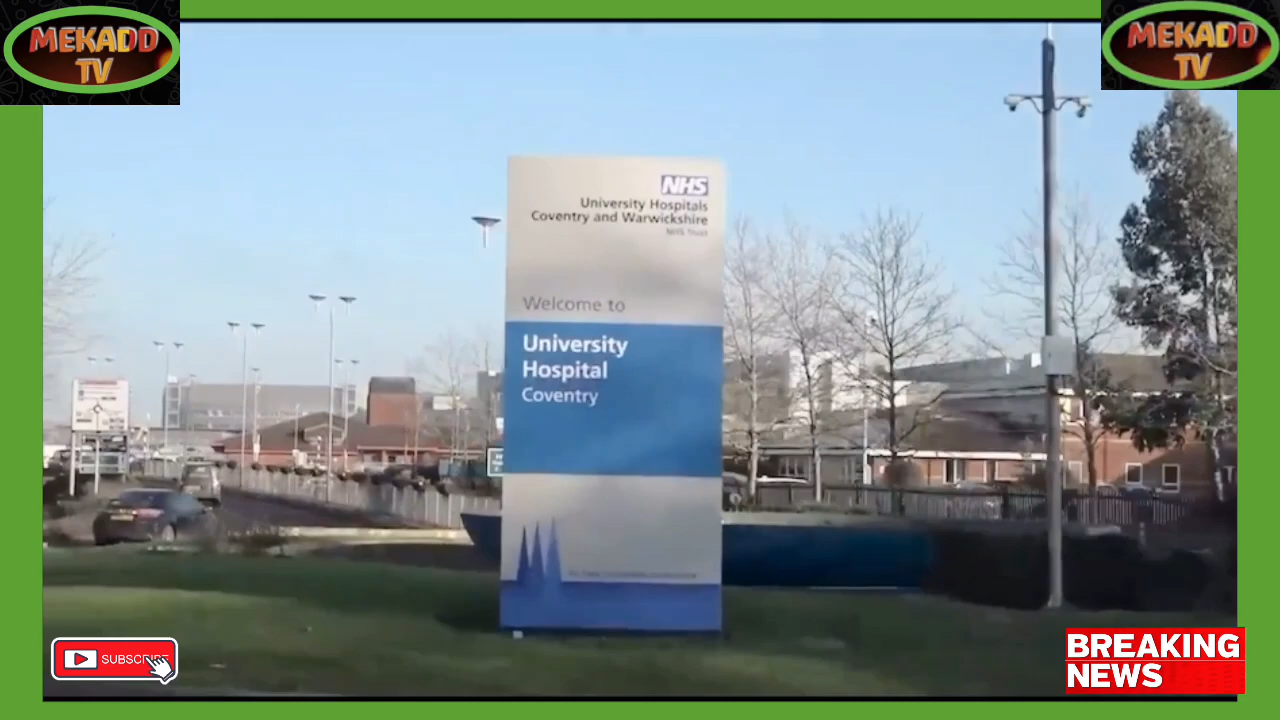 MEKADD
TV
MEKADD
TV
NHS
University Hospitals
Coventry and Warwickshire
NHS Trust
Welcome to
University
Hospital
Coventry
SUBSCRIBE
BREAKING
NEWS